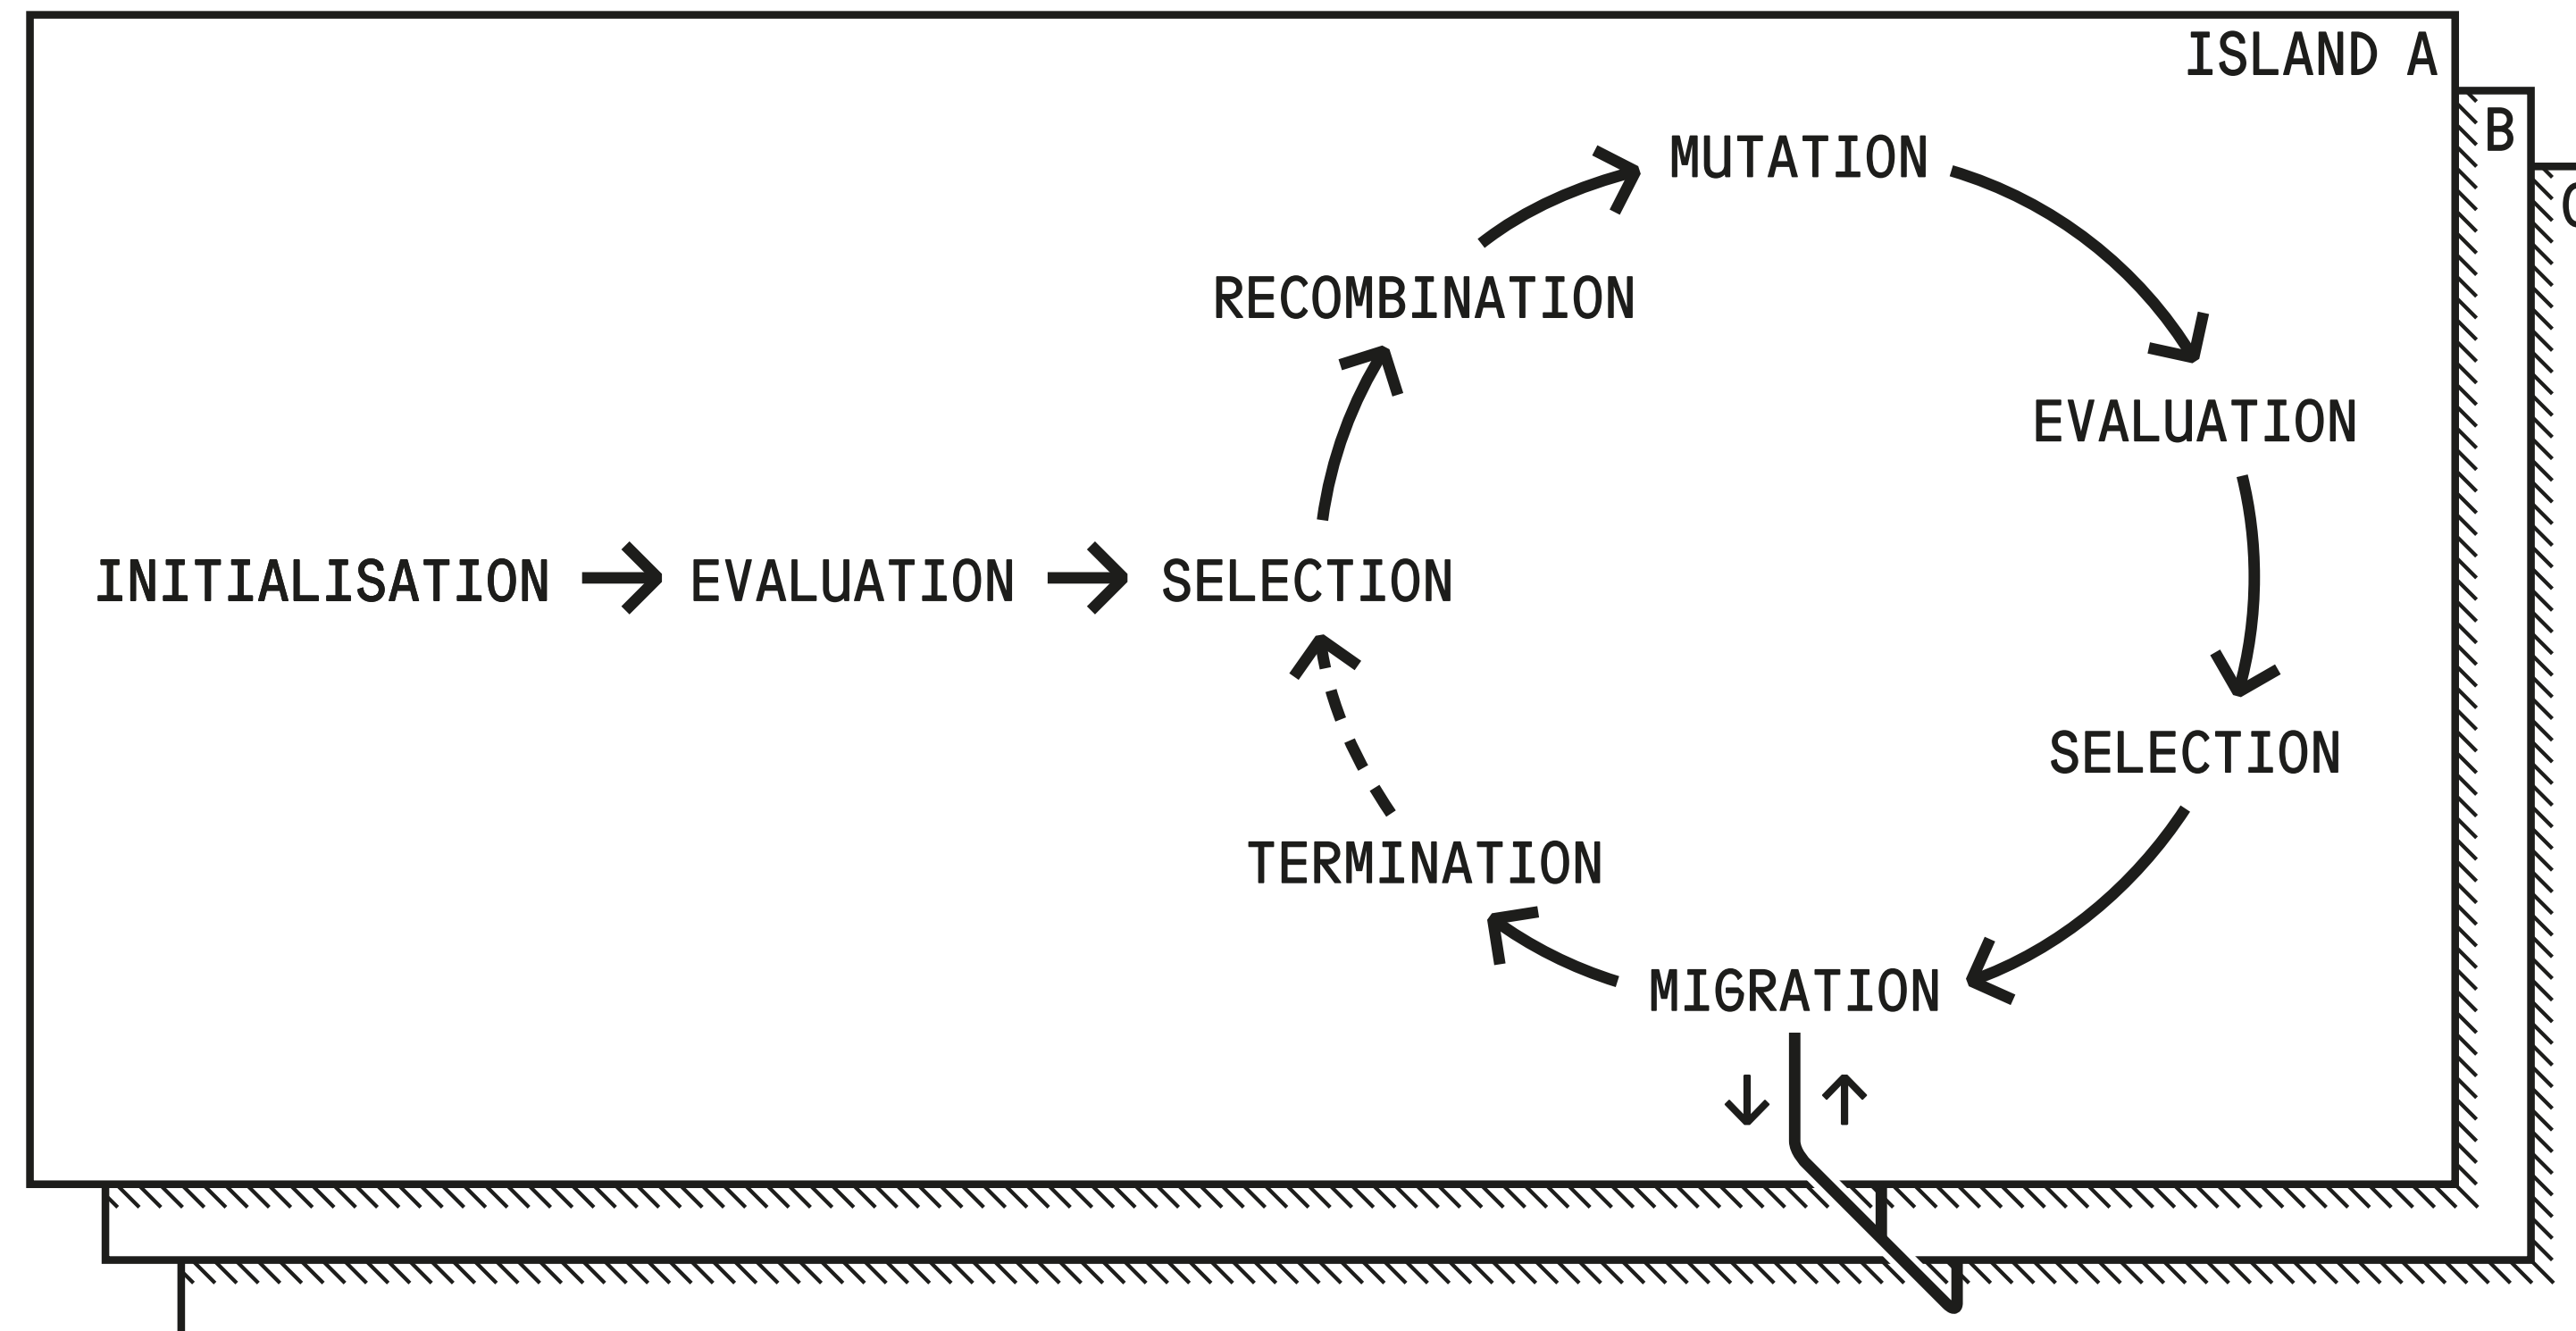 ISLAND A
B
C
MUTATION
RECOMBINATION
EVALUATION
INITIALISATION → EVALUATION → SELECTION
SELECTION
TERMINATION
MIGRATION
↓ ↑